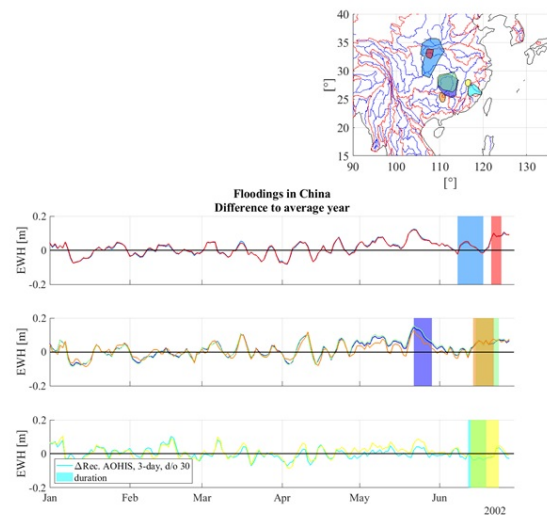 40
35
30
25
20
15
[°]
90 100 110 120 130
[°]
Floodings in China
Difference to average year
0.2
0
-0.2
EWH [m]
0.2
0
-0.2
EWH [m]
0.2
0
-0.2
EWH [m]
ΔRec. AOHIS, 3-day, d/o 30
duration
Jan Feb Mar Apr May Jun
2002